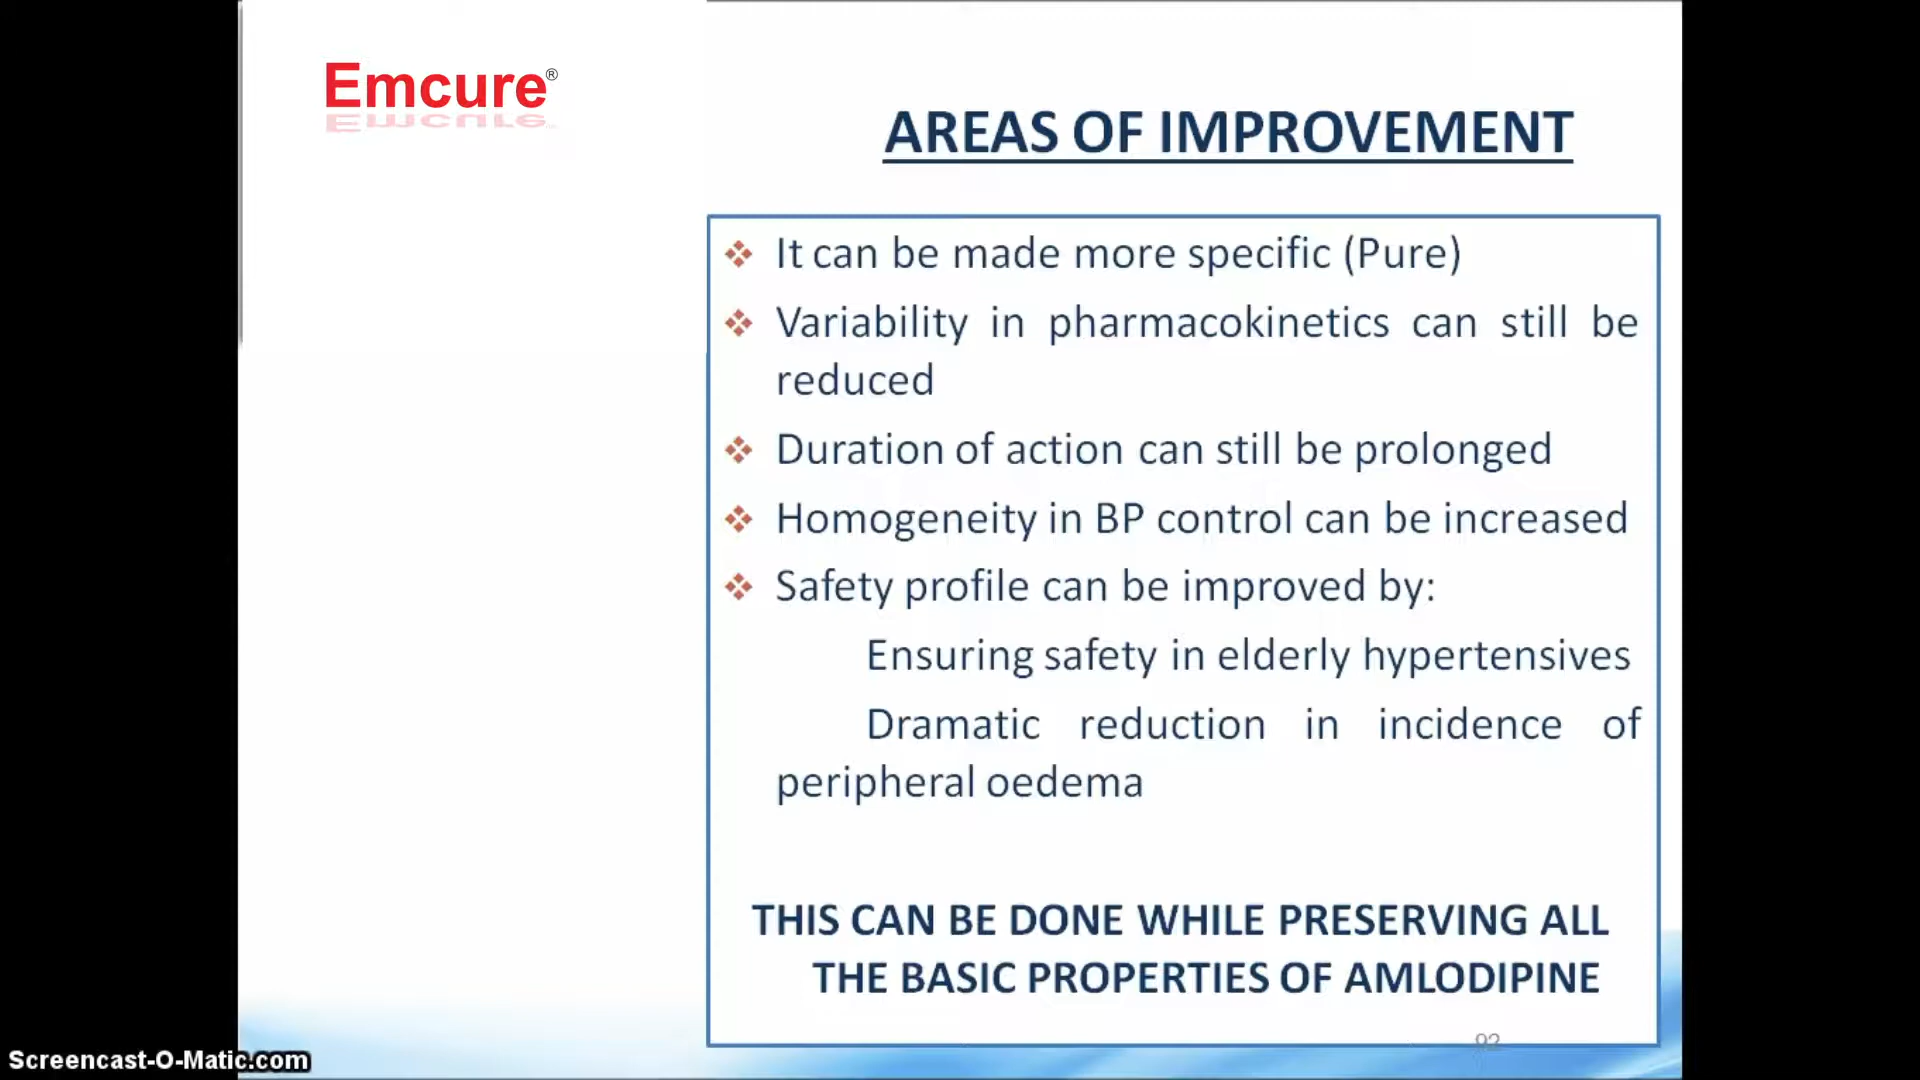 Emcure®
AREAS OF IMPROVEMENT
It can be made more specific (Pure)
Variability in pharmacokinetics can still be
reduced
Duration of action can still be prolonged
Homogeneity in BP control can be increased
Safety profile can be improved by:
Ensuring safety in elderly hypertensives
Dramatic reduction in incidence of
peripheral oedema
THIS CAN BE DONE WHILE PRESERVING ALL
THE BASIC PROPERTIES OF AMLODIPINE
Screencast-O-Matic.com